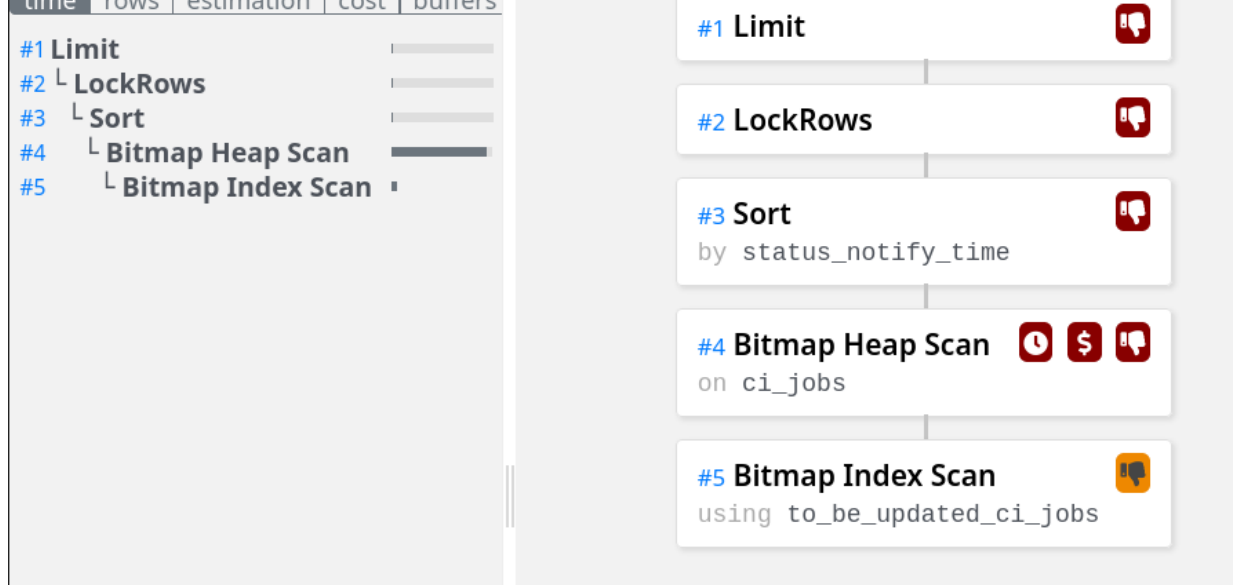 time | rows | estimation | cost | buffers
#1 Limit
#2 └ LockRows
#3 └ Sort
#4 └ Bitmap Heap Scan
#5 └ Bitmap Index Scan
#1 Limit
#2 LockRows
#3 Sort
by status_notify_time
#4 Bitmap Heap Scan $
on ci_jobs
#5 Bitmap Index Scan
using to_be_updated_ci_jobs